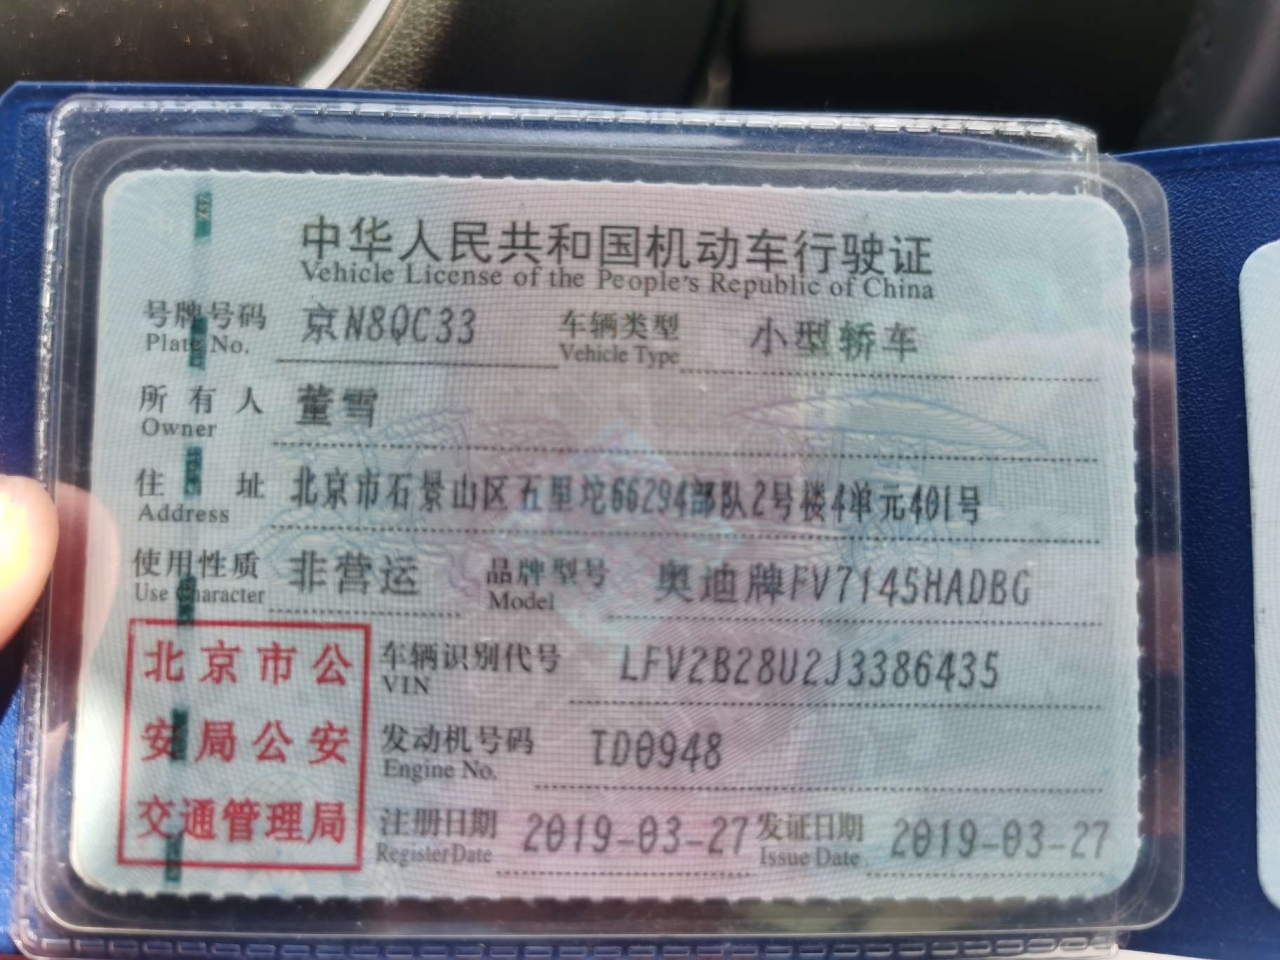 中华人民共和国机动车行驶证
Vehicle License of the People's Republic of China
号牌号码 京N8QC33 车辆类型 小型轿车
Plate No. Vehicle Type
所有人 董雪
Owner
住址 北京市石景山区五里坨66294部队2号楼4单元401号
Address
使用性质 非营运 品牌型号 奥迪牌FV7145HADBG
Use Character Model
北京市公
安局公安
交通管理局
车辆识别代号 LFV2B28U2J3386435
VIN
发动机号码 TD0948
Engine No.
注册日期 2019-03-27 发证日期 2019-03-27
Register Date Issue Date